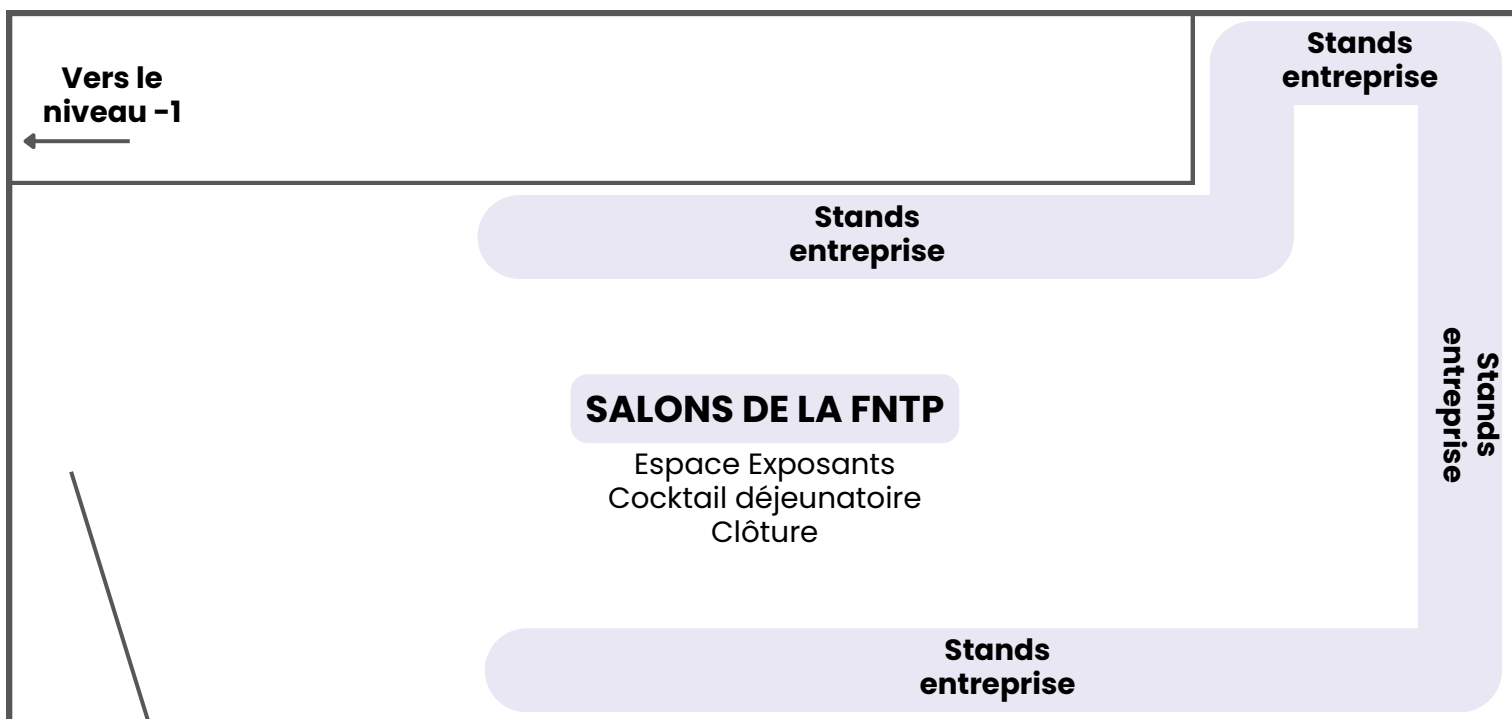 Vers le
niveau -1
Stands
entreprise
Stands
entreprise
SALONS DE LA FNTP
Espace Exposants
Cocktail déjeunatoire
Clôture
Stands
entreprise
Stands
entreprise